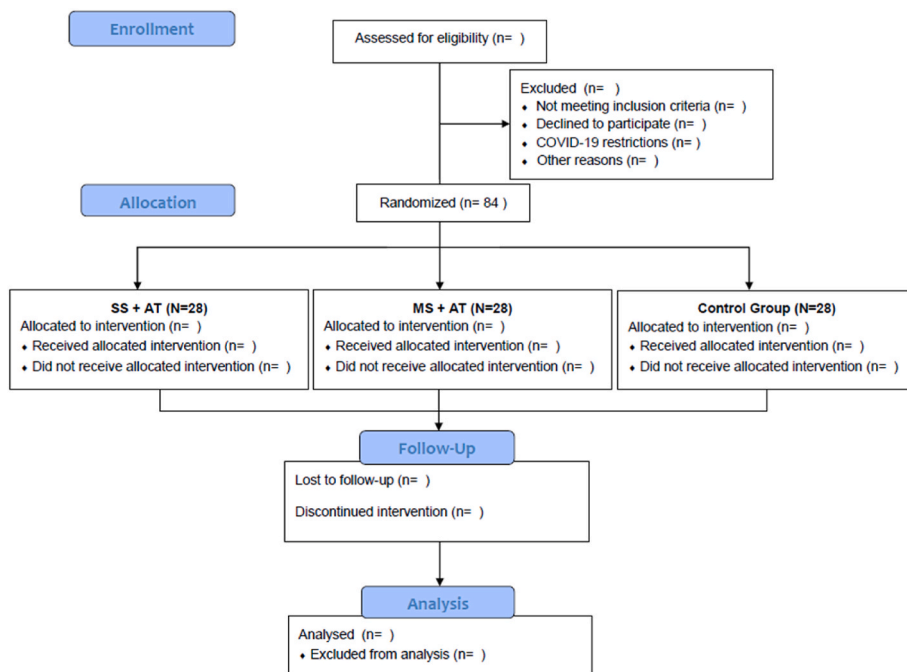 Enrollment
Assessed for eligibility (n= )
Excluded (n= )
⬧ Not meeting inclusion criteria (n= )
⬧ Declined to participate (n= )
⬧ COVID-19 restrictions (n= )
⬧ Other reasons (n= )
Allocation
Randomized (n= 84 )
SS + AT (N=28)
Allocated to intervention (n= )
⬧ Received allocated intervention (n= )
⬧ Did not receive allocated intervention (n= )
MS + AT (N=28)
Allocated to intervention (n= )
⬧ Received allocated intervention (n= )
⬧ Did not receive allocated intervention (n= )
Control Group (N=28)
Allocated to intervention (n= )
⬧ Received allocated intervention (n= )
⬧ Did not receive allocated intervention (n= )
Follow-Up
Lost to follow-up (n= )
Discontinued intervention (n= )
Analysis
Analysed (n= )
⬧ Excluded from analysis (n= )